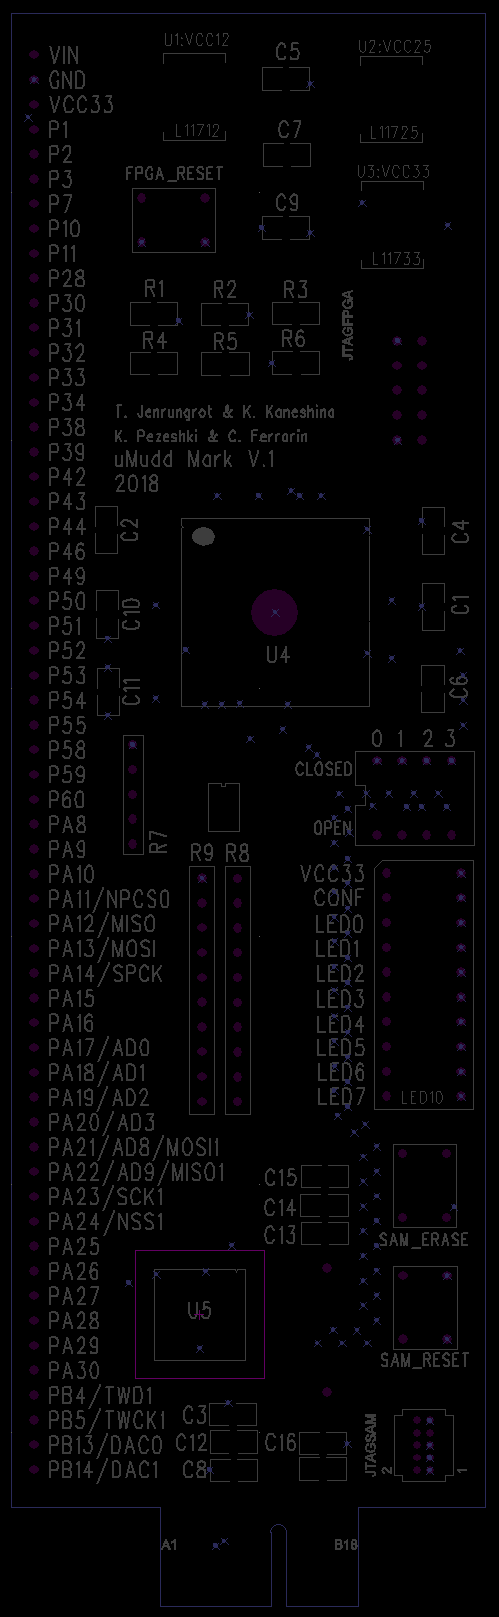 U1:VCC12
C5
U2:VCC25
VIN
GND
VCC33
L11712
L11725
P1
C7
P2
FPGA_RESET
U3:VCC33
P3
P7
C9
P10
P11
L11733
P28
R1
R2
R3
P30
P31
JTAGFPGA
R4
R5
R6
P32
P33
P34
T. Jenrungrot & K. Kaneshina
P38
K. Pezeshki & C. Ferrarin
P39
uMudd Mark V.1
P42
2018
P43
P44
C2
C4
P46
P49
P50
C10
C1
P51
P52
U4
P53
C11
C6
P54
P55
0 1 2 3
P58
CLOSED
P59
P60
PA8
OPEN
PA9
R7
R9
R8
PA10
VCC33
PA11/NPCS0
CONF
PA12/MISO
LED0
PA13/MOSI
LED1
PA14/SPCK
LED2
PA15
LED3
PA16
LED4
PA17/AD0
LED5
PA18/AD1
LED6
PA19/AD2
LED7
LED10
PA20/AD3
PA21/AD8/MOSI1
PA22/AD9/MISO1
C15
PA23/SCK1
C14
PA24/NSS1
C13
SAM_ERASE
PA25
PA26
PA27
U5
PA28
PA29
SAM_RESET
PA30
PB4/TWD1
C3
PB5/TWCK1
C12
C16
JTAGSAM
PB13/DAC0
PB14/DAC1
C8
2
1
A1
B18